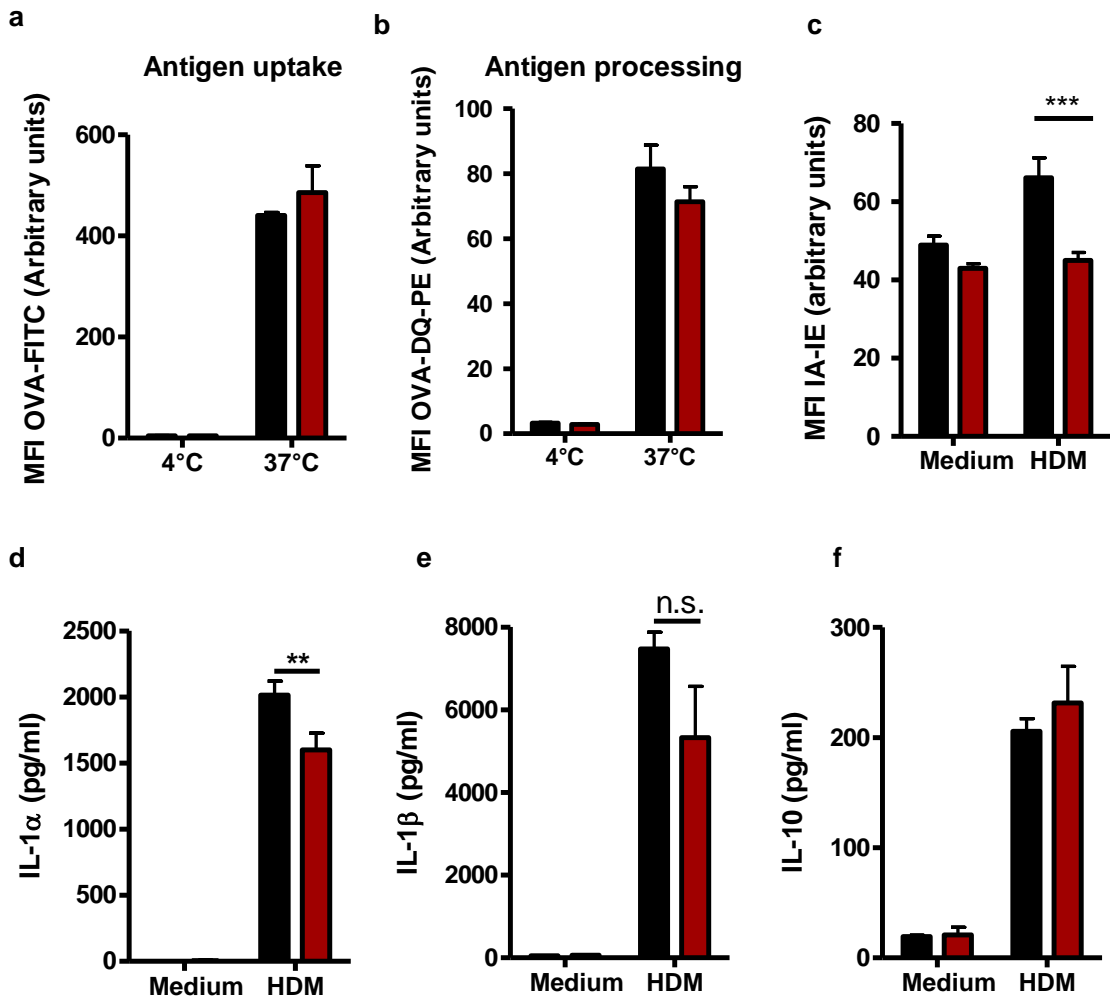 a
Antigen uptake
MFI OVA-FITC (Arbitrary units)
600
400
200
0
4°C 37°C
b
Antigen processing
MFI OVA-DQ-PE (Arbitrary units)
100
80
60
40
20
0
4°C 37°C
c
MFI IA-IE (arbitrary units)
80
60
40
20
0
***
Medium HDM
d
IL-1α (pg/ml)
2500
2000
1500
1000
500
0
**
Medium HDM
e
IL-1β (pg/ml)
8000
6000
4000
2000
0
n.s.
Medium HDM
f
IL-10 (pg/ml)
300
200
100
0
Medium HDM